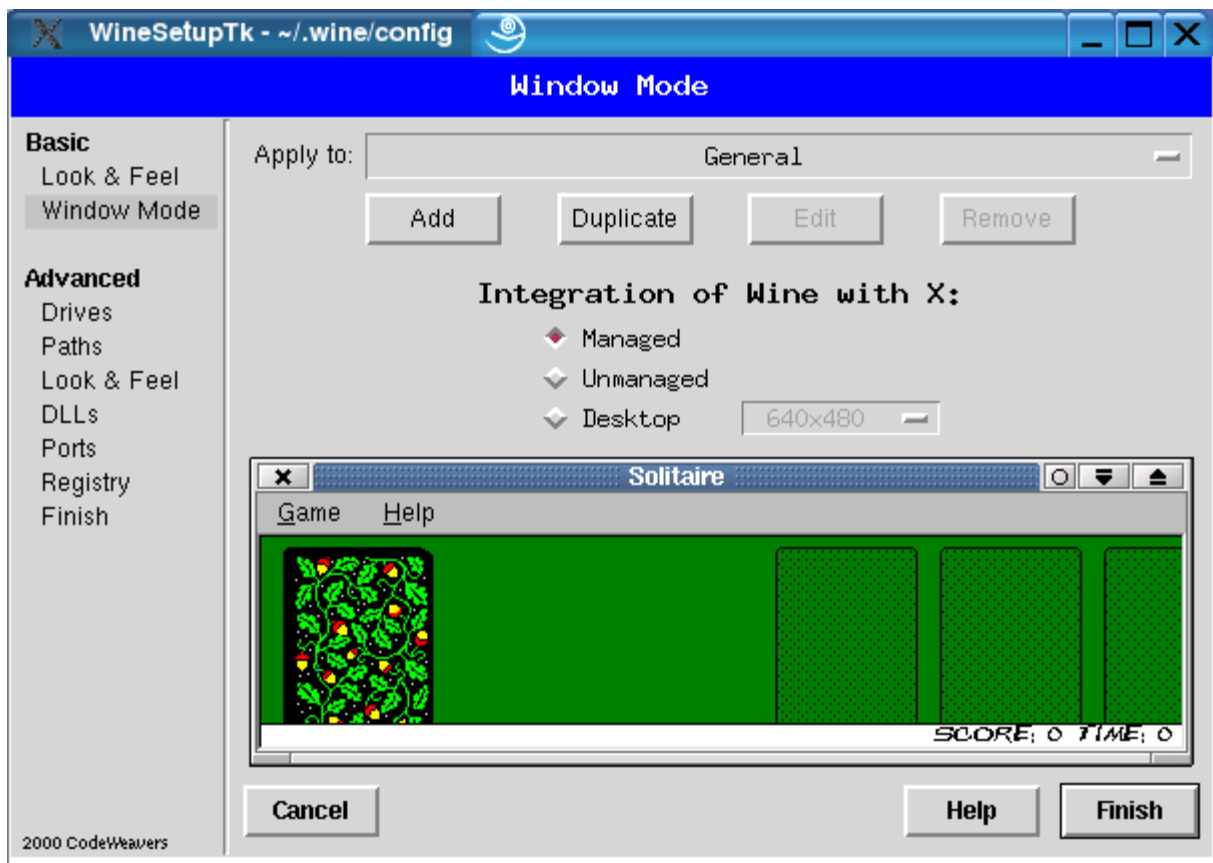 WineSetupTk - ~/.wine/config
Window Mode
Basic
Look & Feel
Window Mode
Advanced
Drives
Paths
Look & Feel
DLLs
Ports
Registry
Finish
2000 CodeWeavers
Apply to: General
Add Duplicate Edit Remove
Integration of Wine with X:
Managed
Unmanaged
Desktop 640x480
Solitaire
Game Help
SCORE: 0 TIME: 0
Cancel Help Finish